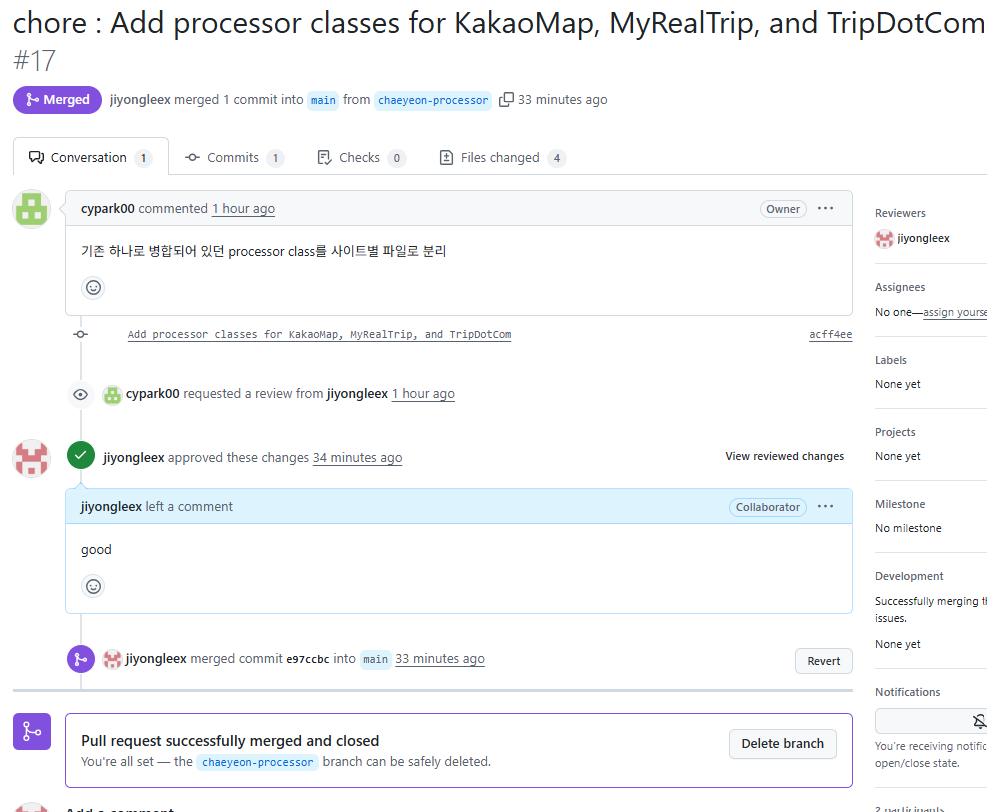 chore : Add processor classes for KakaoMap, MyRealTrip, and TripDotCom
#17
Merged jiyongleex merged 1 commit into main from chaeyeon-processor 33 minutes ago
Conversation 1 Commits 1 Checks 0 Files changed 4
cypark00 commented 1 hour ago Owner
기존 하나로 병합되어 있던 processor class를 사이트별 파일로 분리
Add processor classes for KakaoMap, MyRealTrip, and TripDotCom acff4ee
cypark00 requested a review from jiyongleex 1 hour ago
jiyongleex approved these changes 34 minutes ago View reviewed changes
jiyongleex left a comment Collaborator
good
jiyongleex merged commit e97ccbc into main 33 minutes ago Revert
Pull request successfully merged and closed
You're all set — the chaeyeon-processor branch can be safely deleted.
Delete branch
Reviewers
jiyongleex
Assignees
No one—assign yourse
Labels
None yet
Projects
None yet
Milestone
No milestone
Development
Successfully merging
issues.
None yet
Notifications
You're receiving
open/close state.
2 participants
Add a comment